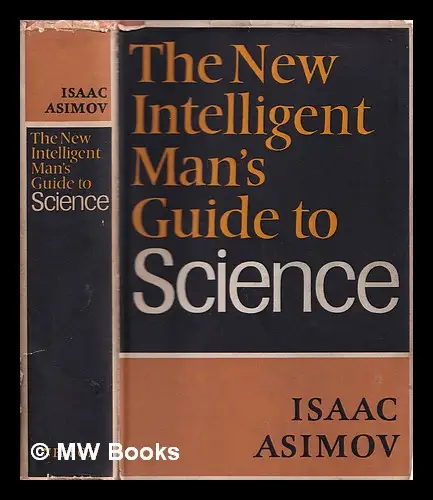 ISAAC
ASIMOV
The New
Intelligent
Man's
Guide to
Science
The New
Intelligent
Man's
Guide to
Science
ISAAC
ASIMOV
© MW Books